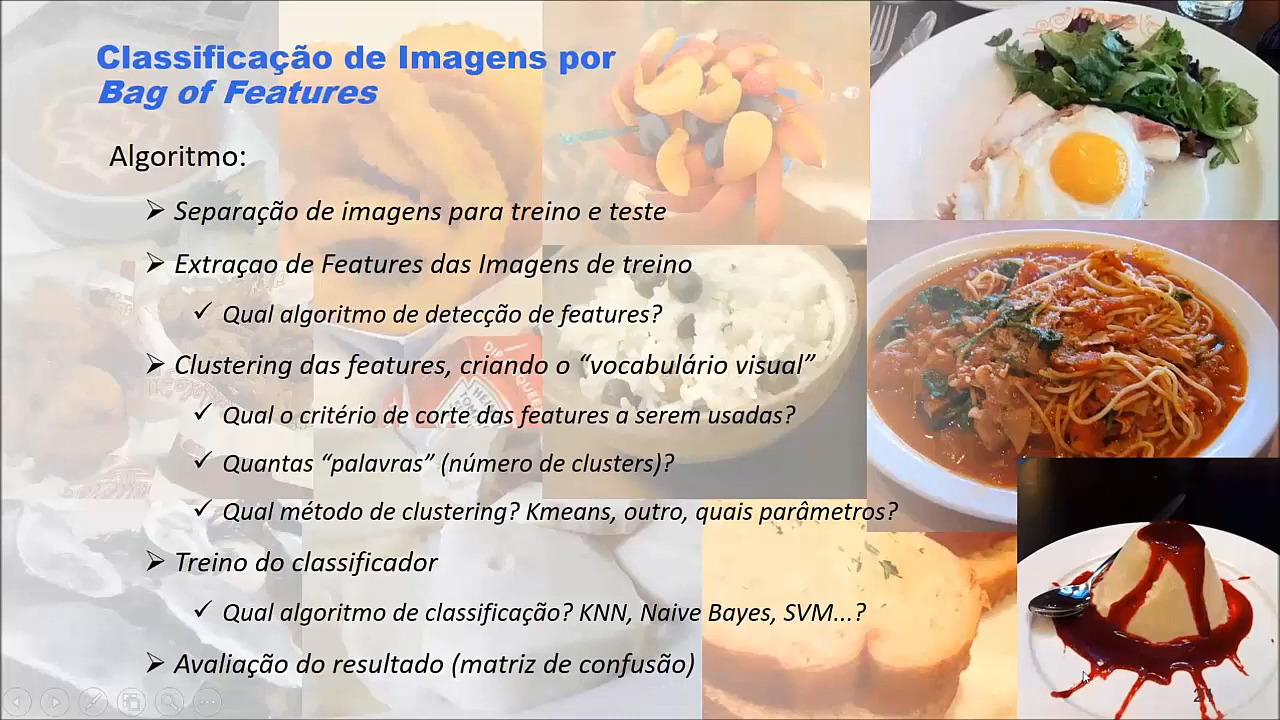 Classificação de Imagens por
Bag of Features
Algoritmo:
Separação de imagens para treino e teste
Extraçao de Features das Imagens de treino
Qual algoritmo de detecção de features?
Clustering das features, criando o “vocabulário visual”
Qual o critério de corte das features a serem usadas?
Quantas “palavras” (número de clusters)?
Qual método de clustering? Kmeans, outro, quais parâmetros?
Treino do classificador
Qual algoritmo de classificação? KNN, Naive Bayes, SVM...?
Avaliação do resultado (matriz de confusão)